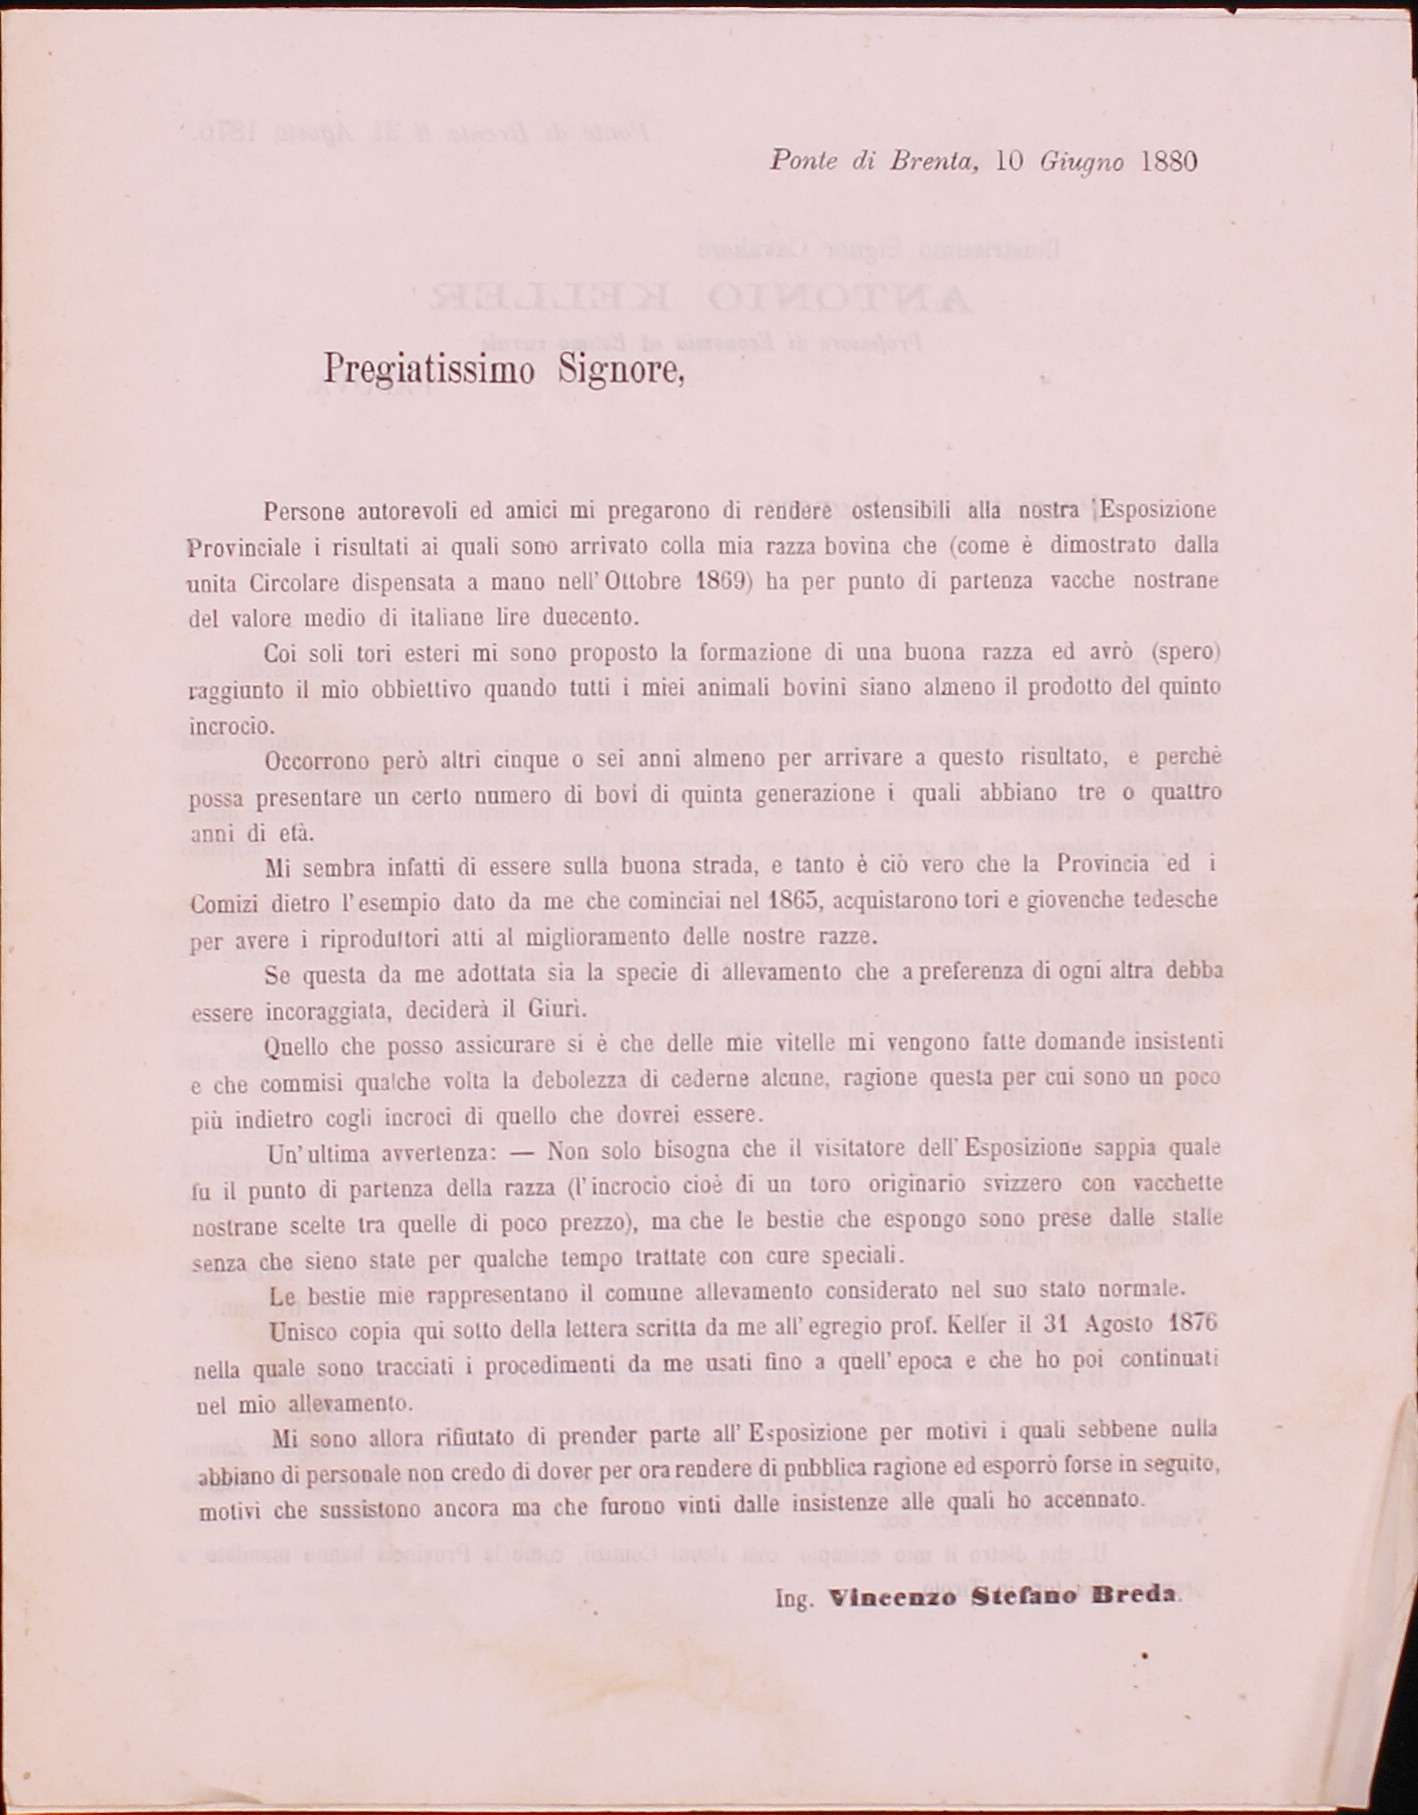 Ponte di Brenta, 10 Giugno 1880
Pregiatissimo Signore,
Persone autorevoli ed amici mi pregarono di rendere ostensibili alla nostra Esposizione
Provinciale i risultati ai quali sono arrivato colla mia razza bovina che (come è dimostrato dalla
unita Circolare dispensata a mano nell' Ottobre 1869) ha per punto di partenza vacche nostrane
del valore medio di italiane lire duecento.
Coi soli tori esteri mi sono proposto la formazione di una buona razza ed avrò (spero)
raggiunto il mio obbiettivo quando tutti i miei animali bovini siano almeno il prodotto del quinto
incrocio.
Occorrono però altri cinque o sei anni almeno per arrivare a questo risultato, e perchè
possa presentare un certo numero di bovi di quinta generazione i quali abbiano tre o quattro
anni di età.
Mi sembra infatti di essere sulla buona strada, e tanto è ciò vero che la Provincia ed i
Comizi dietro l' esempio dato da me che cominciai nel 1865, acquistarono tori e giovenche tedesche
per avere i riproduttori atti al miglioramento delle nostre razze.
Se questa da me adottata sia la specie di allevamento che a preferenza di ogni altra debba
essere incoraggiata, deciderà il Giurì.
Quello che posso assicurare si è che delle mie vitelle mi vengono fatte domande insistenti
e che commisi qualche volta la debolezza di cederne alcune, ragione questa per cui sono un poco
più indietro cogli incroci di quello che dovrei essere.
Un' ultima avvertenza: — Non solo bisogna che il visitatore dell' Esposizione sappia quale
fu il punto di partenza della razza (l' incrocio cioè di un toro originario svizzero con vacchette
nostrane scelte tra quelle di poco prezzo), ma che le bestie che espongo sono prese dalle stalle
senza che sieno state per qualche tempo trattate con cure speciali.
Le bestie mie rappresentano il comune allevamento considerato nel suo stato normale.
Unisco copia qui sotto della lettera scritta da me all' egregio prof. Keller il 31 Agosto 1876
nella quale sono tracciati i procedimenti da me usati fino a quell' epoca e che ho poi continuati
nel mio allevamento.
Mi sono allora rifiutato di prender parte all' Esposizione per motivi i quali sebbene nulla
abbiano di personale non credo di dover per ora rendere di pubblica ragione ed esporrò forse in seguito,
motivi che sussistono ancora ma che furono vinti dalle insistenze alle quali ho accennato.
Ing. Vincenzo Stefano Breda.